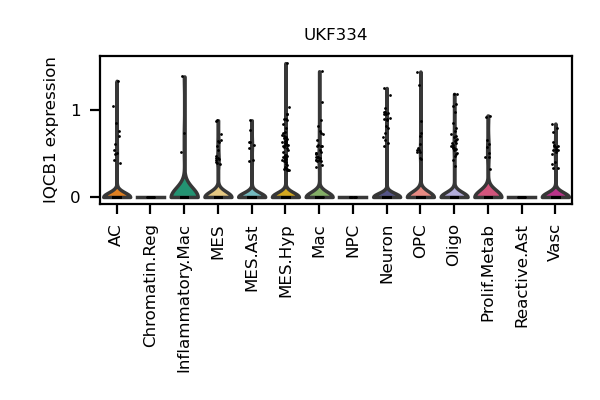 UKF334
IQCB1 expression
1
0
AC
Chromatin.Reg
Inflammatory.Mac
MES
MES.Ast
MES.Hyp
Mac
NPC
Neuron
OPC
Oligo
Prolif.Metab
Reactive.Ast
Vasc